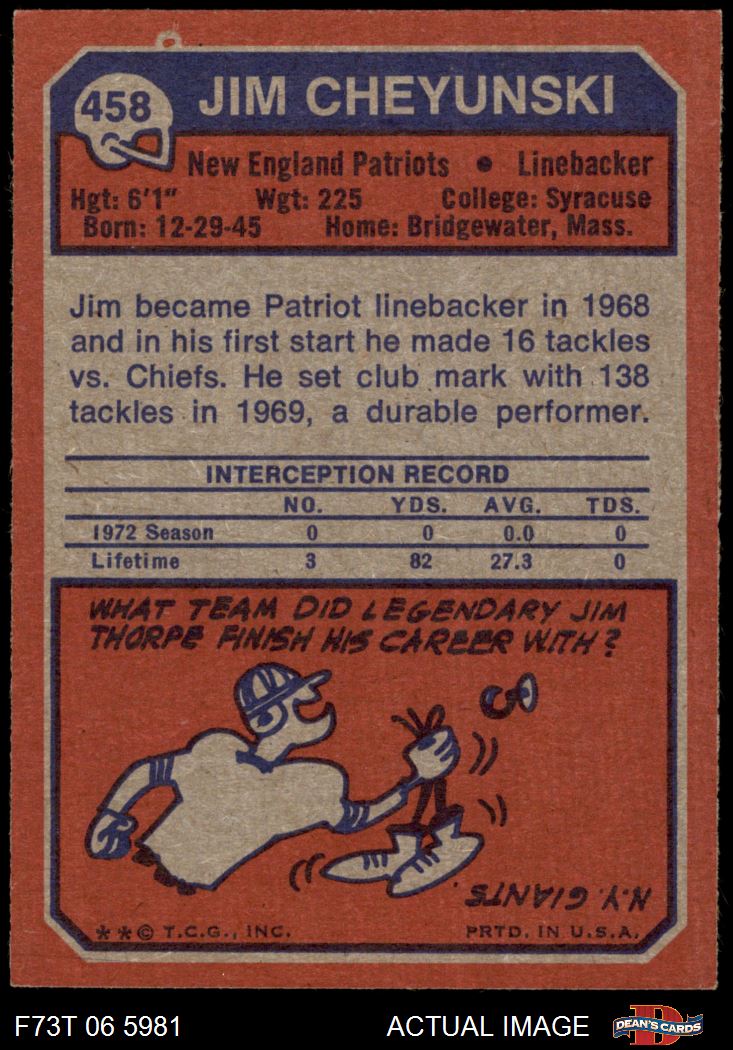 458
JIM CHEYUNSKI
New England Patriots • Linebacker
Hgt: 6'1" Wgt: 225 College: Syracuse
Born: 12-29-45 Home: Bridgewater, Mass.
Jim became Patriot linebacker in 1968
and in his first start he made 16 tackles
vs. Chiefs. He set club mark with 138
tackles in 1969, a durable performer.
INTERCEPTION RECORD
NO. YDS. AVG. TDS.
1972 Season 0 0 0.0 0
Lifetime 3 82 27.3 0
WHAT TEAM DID LEGENDARY JIM
THORPE FINISH HIS CAREER WITH?
N.Y. GIANTS.
**© T.C.G., INC. PRTD. IN U.S.A.
F73T 06 5981 ACTUAL IMAGE
D
DEAN'S CARDS